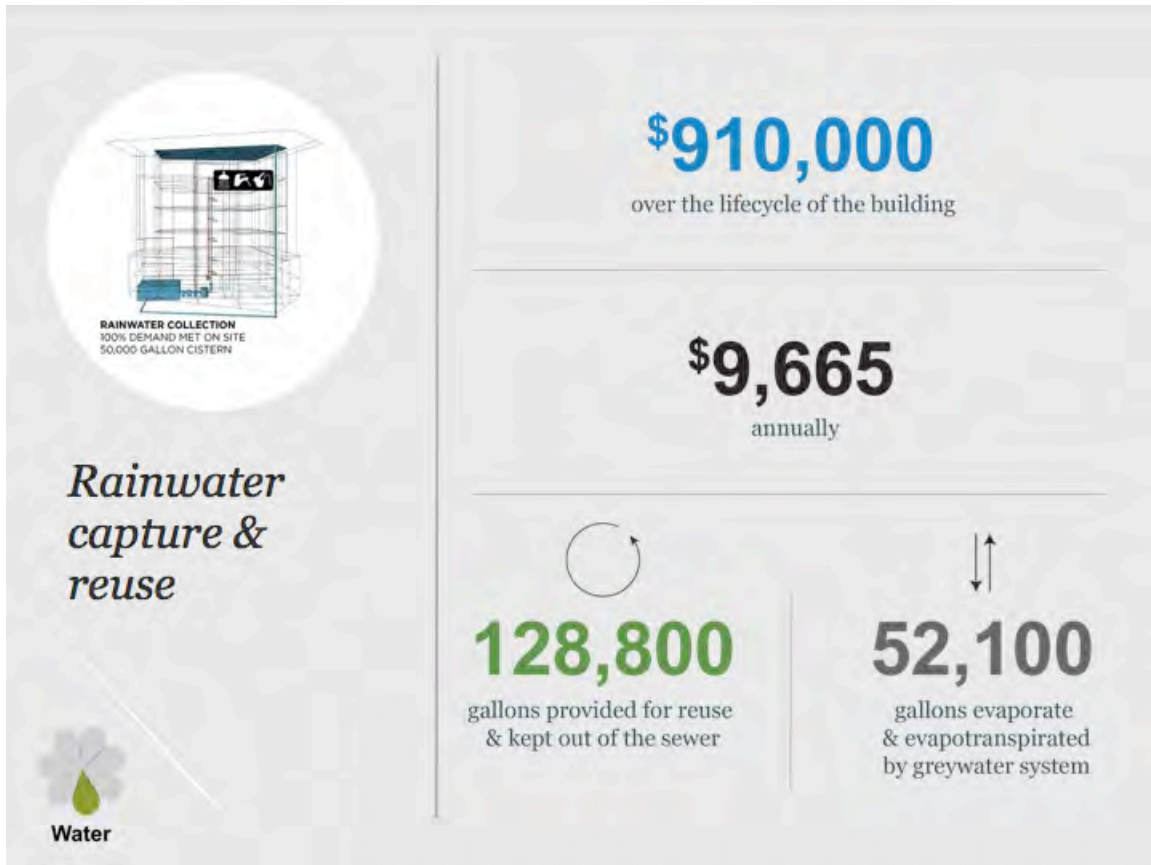 RAINWATER COLLECTION
100% DEMAND MET ON SITE
50,000 GALLON CISTERN
Rainwater
capture &
reuse
Water
$910,000
over the lifecycle of the building
$9,665
annually
128,800
gallons provided for reuse
& kept out of the sewer
52,100
gallons evaporate
& evapotranspirated
by greywater system